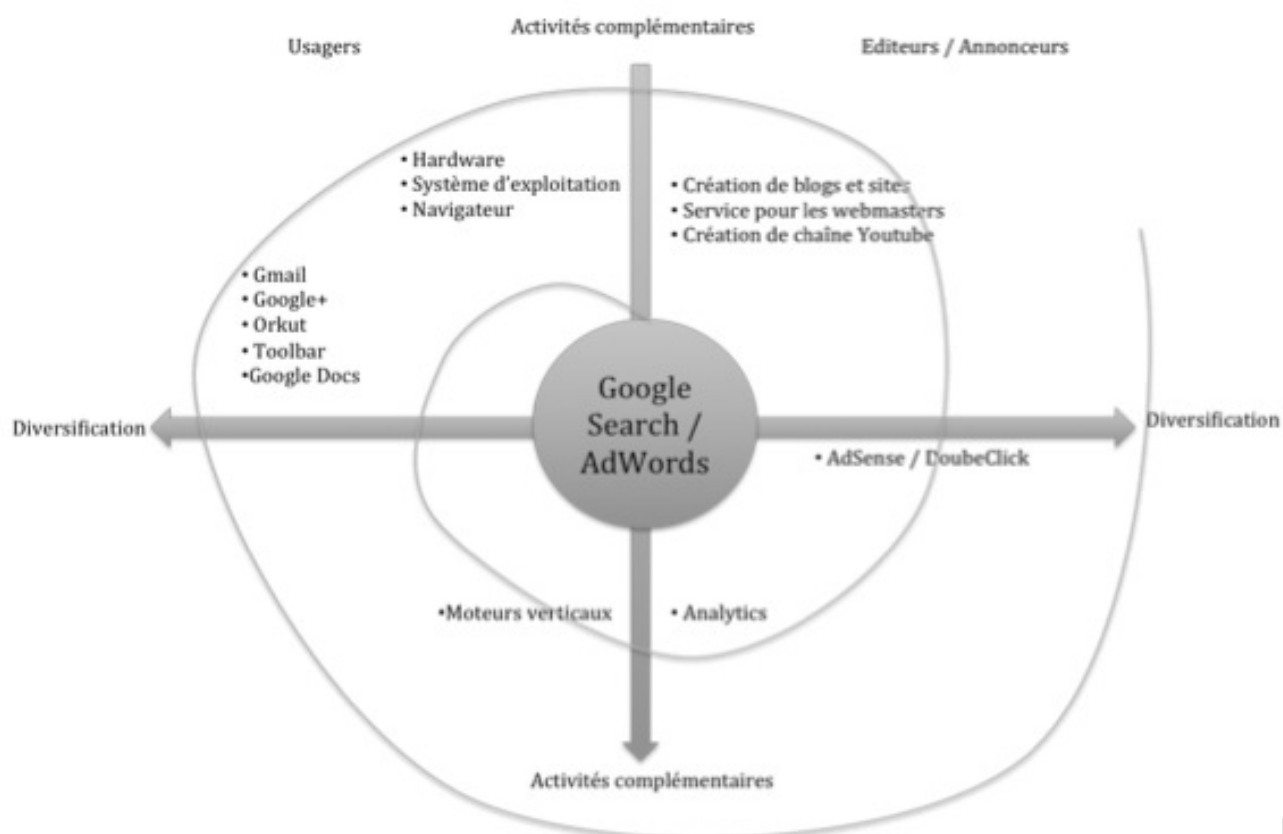 Activités complémentaires
Usagers
Editeurs / Annonceurs
• Hardware
• Système d'exploitation
• Navigateur
• Création de blogs et sites
• Service pour les webmasters
• Création de chaîne Youtube
• Gmail
• Google+
• Orkut
• Toolbar
•Google Docs
Google
Search /
AdWords
Diversification
Diversification
• AdSense / DoubeClick
•Moteurs verticaux
• Analytics
Activités complémentaires